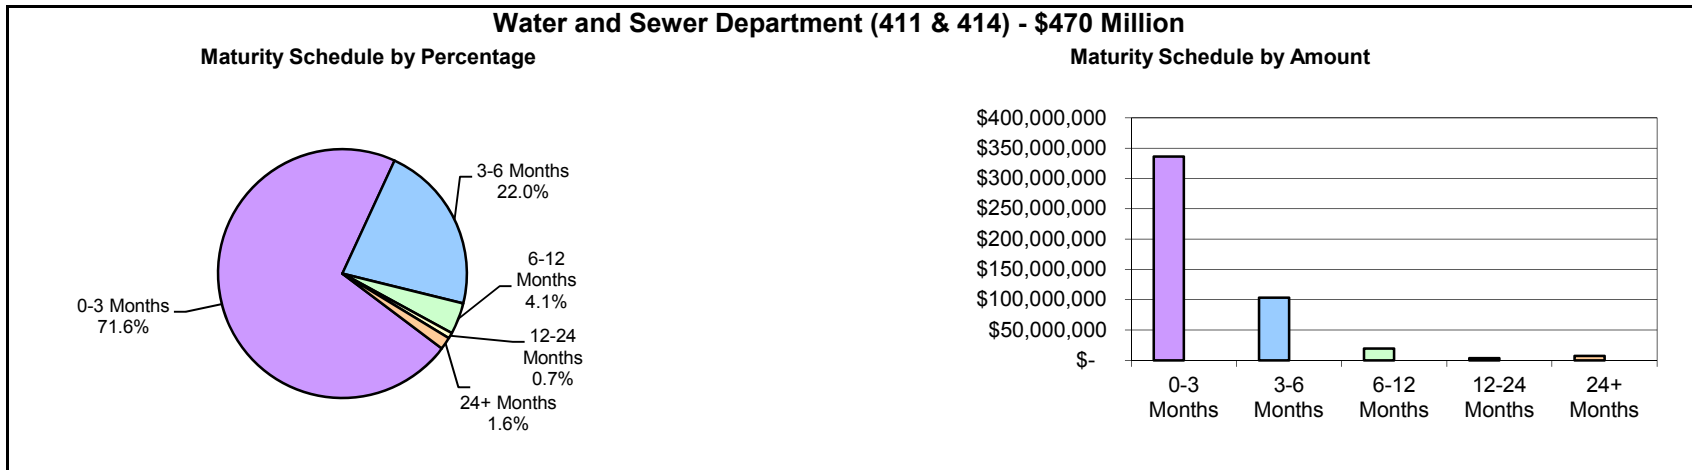 Water and Sewer Department (411 & 414) - $470 Million
Maturity Schedule by Percentage
3-6 Months
22.0%
6-12
Months
4.1%
0-3 Months
71.6%
12-24
Months
0.7%
24+ Months
1.6%
Maturity Schedule by Amount
$400,000,000
$350,000,000
$300,000,000
$250,000,000
$200,000,000
$150,000,000
$100,000,000
$50,000,000
$-
0-3
Months
3-6
Months
6-12
Months
12-24
Months
24+
Months